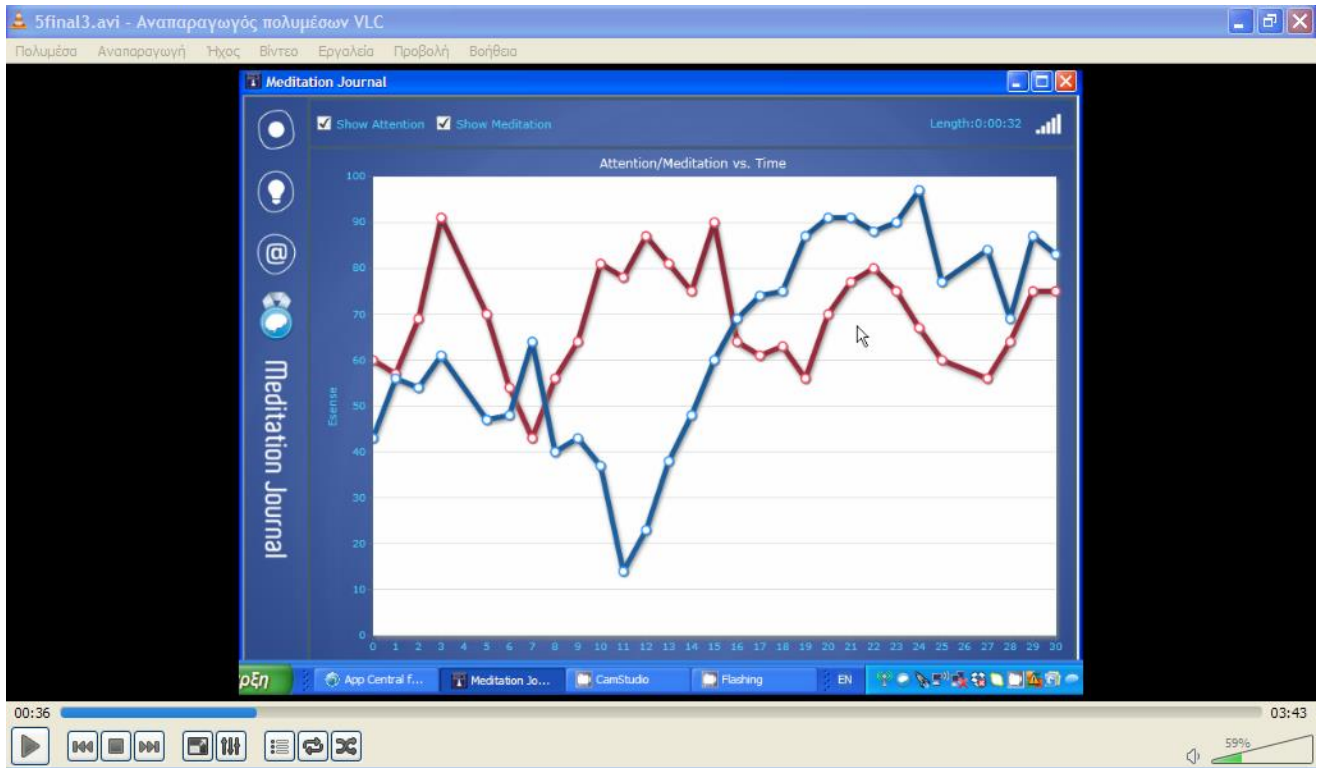 5final3.avi - Αναπαραγωγός πολυμέσων VLC
Πολυμέσα Αναπαραγωγή Ήχος Βίντεο Εργαλεία Προβολή Βοήθεια
Meditation Journal
Show Attention Show Meditation Length:0:00:32
Attention/Meditation vs. Time
100
90
80
70
60
50
40
30
20
10
0
Esense
Meditation Journal
0 1 2 3 4 5 6 7 8 9 10 11 12 13 14 15 16 17 18 19 20 21 22 23 24 25 26 27 28 29 30
ρξη App Central f... Meditation Jo... CamStudio Flashing EN
00:36 03:43
59%